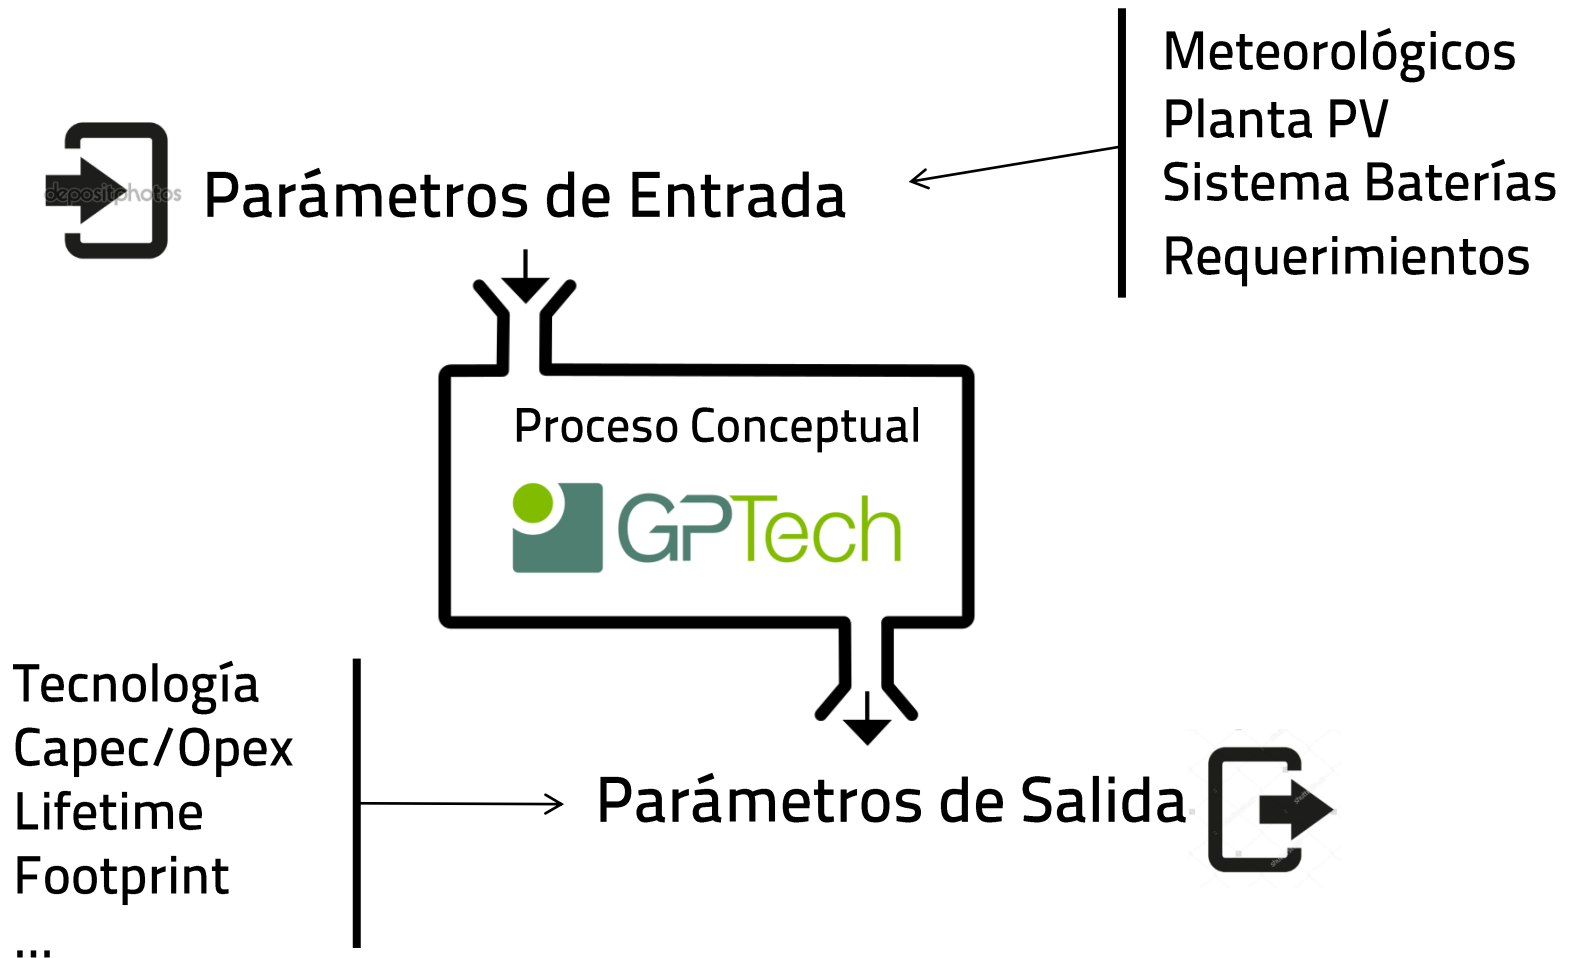 Meteorológicos
Planta PV
Sistema Baterías
Requerimientos
depositphotos
Parámetros de Entrada
Proceso Conceptual
GPTech
Tecnología
Capec/Opex
Lifetime
Footprint
...
Parámetros de Salida